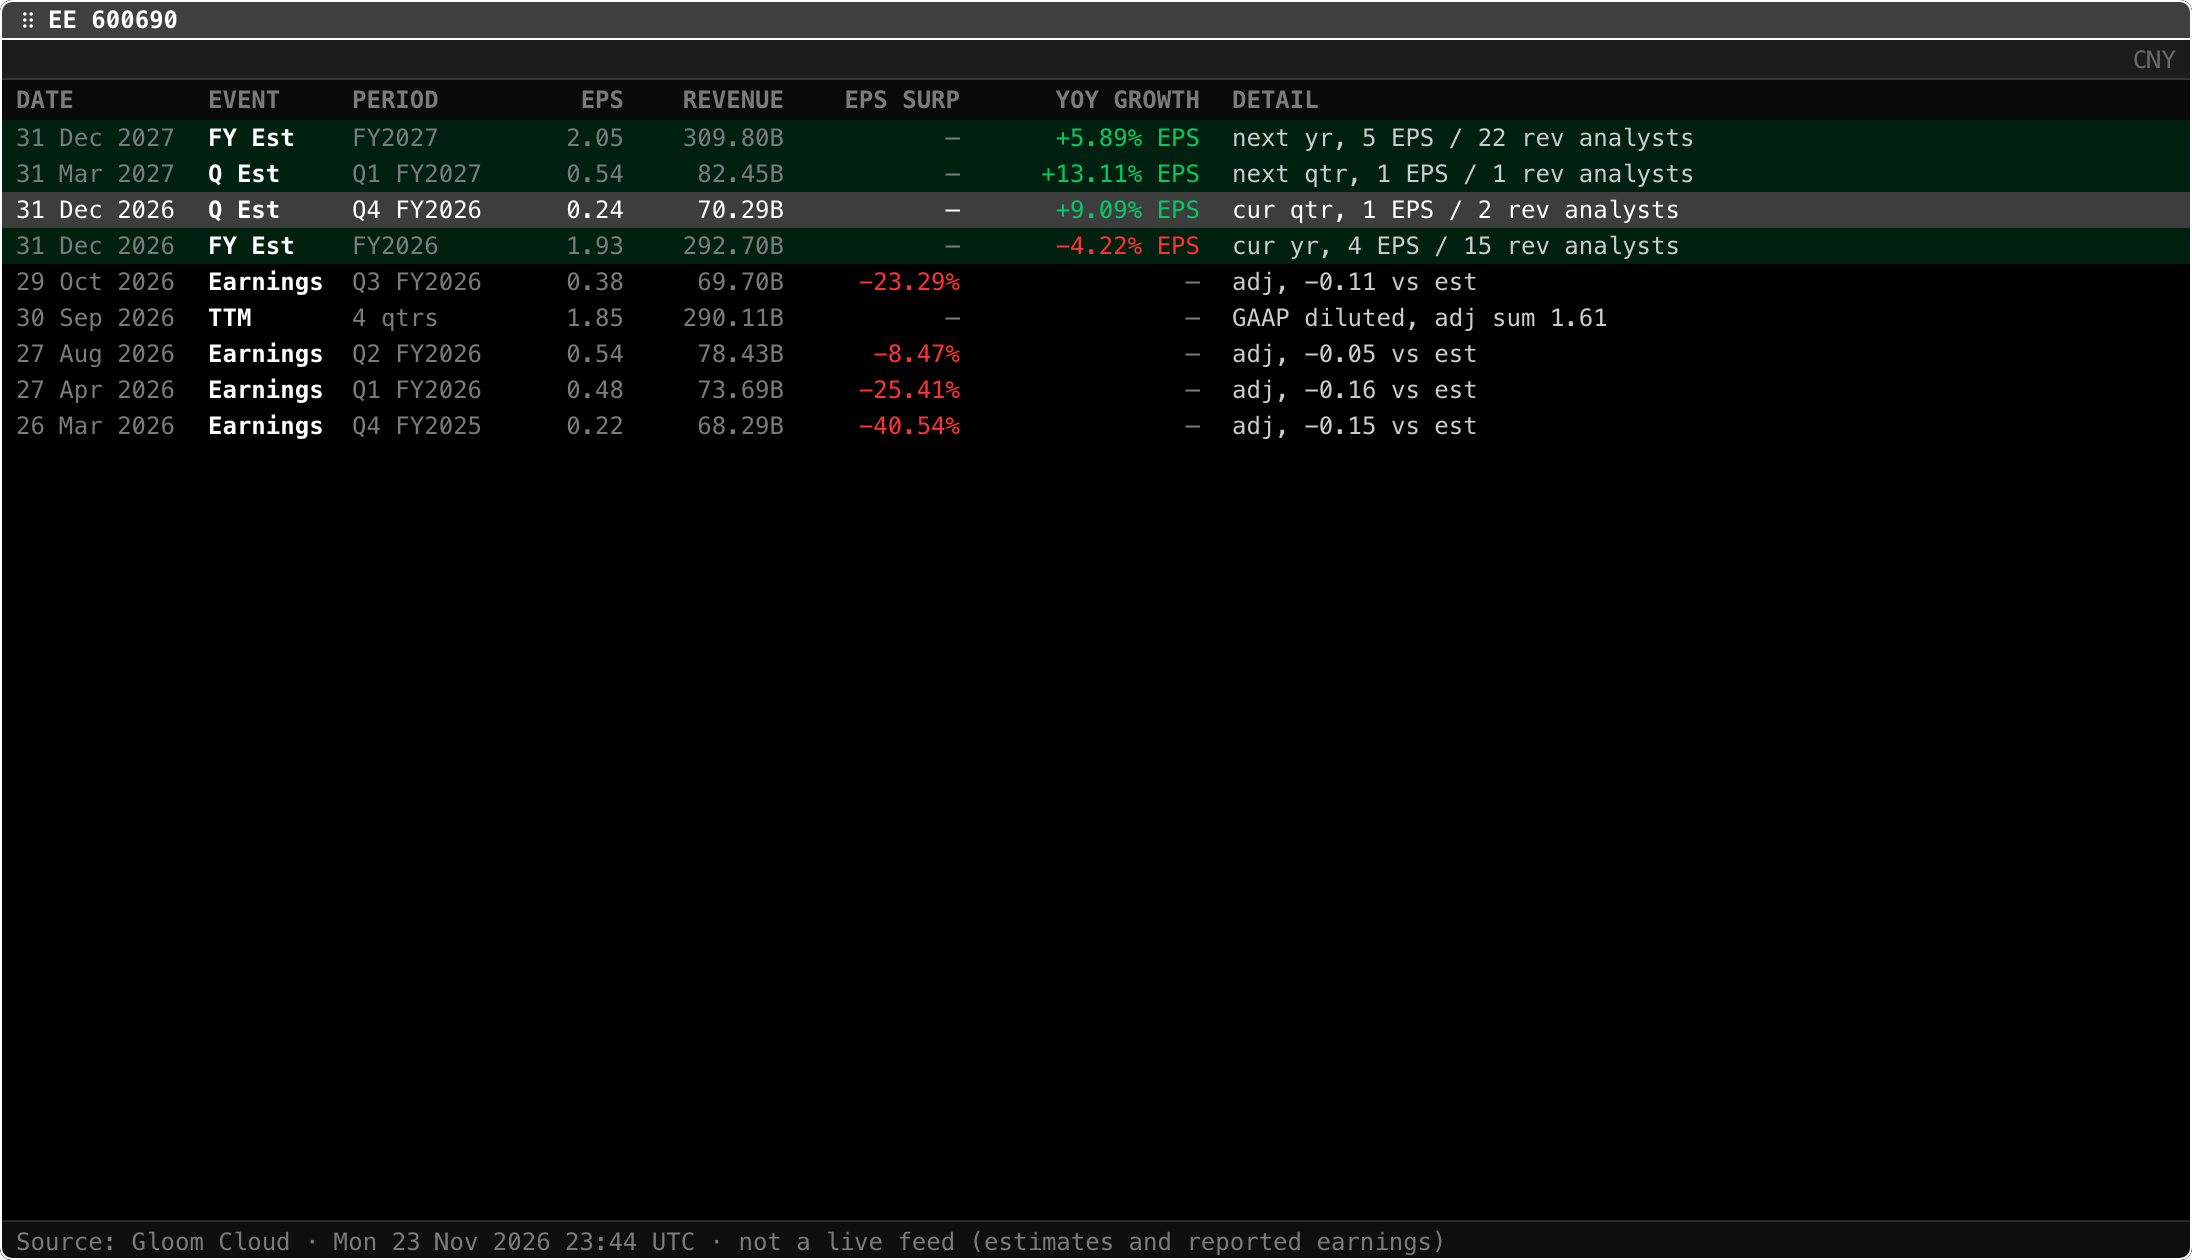 ⠿ EE 600690
CNY
DATE EVENT PERIOD EPS REVENUE EPS SURP YOY GROWTH DETAIL
31 Dec 2027 FY Est FY2027 2.05 309.80B — +5.89% EPS next yr, 5 EPS / 22 rev analysts
31 Mar 2027 Q Est Q1 FY2027 0.54 82.45B — +13.11% EPS next qtr, 1 EPS / 1 rev analysts
31 Dec 2026 Q Est Q4 FY2026 0.24 70.29B — +9.09% EPS cur qtr, 1 EPS / 2 rev analysts
31 Dec 2026 FY Est FY2026 1.93 292.70B — −4.22% EPS cur yr, 4 EPS / 15 rev analysts
29 Oct 2026 Earnings Q3 FY2026 0.38 69.70B −23.29% — adj, −0.11 vs est
30 Sep 2026 TTM 4 qtrs 1.85 290.11B — — GAAP diluted, adj sum 1.61
27 Aug 2026 Earnings Q2 FY2026 0.54 78.43B −8.47% — adj, −0.05 vs est
27 Apr 2026 Earnings Q1 FY2026 0.48 73.69B −25.41% — adj, −0.16 vs est
26 Mar 2026 Earnings Q4 FY2025 0.22 68.29B −40.54% — adj, −0.15 vs est
Source: Gloom Cloud · Mon 23 Nov 2026 23:44 UTC · not a live feed (estimates and reported earnings)